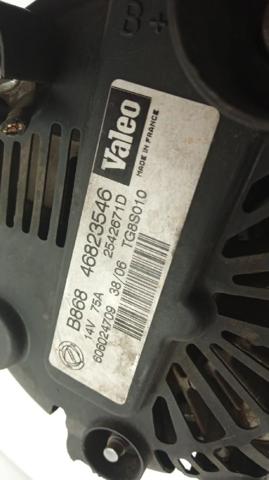 B+
Valeo
MADE IN FRANCE
B868 46823546
2542671D
14V 75A
606024709 38/06 TG8S010